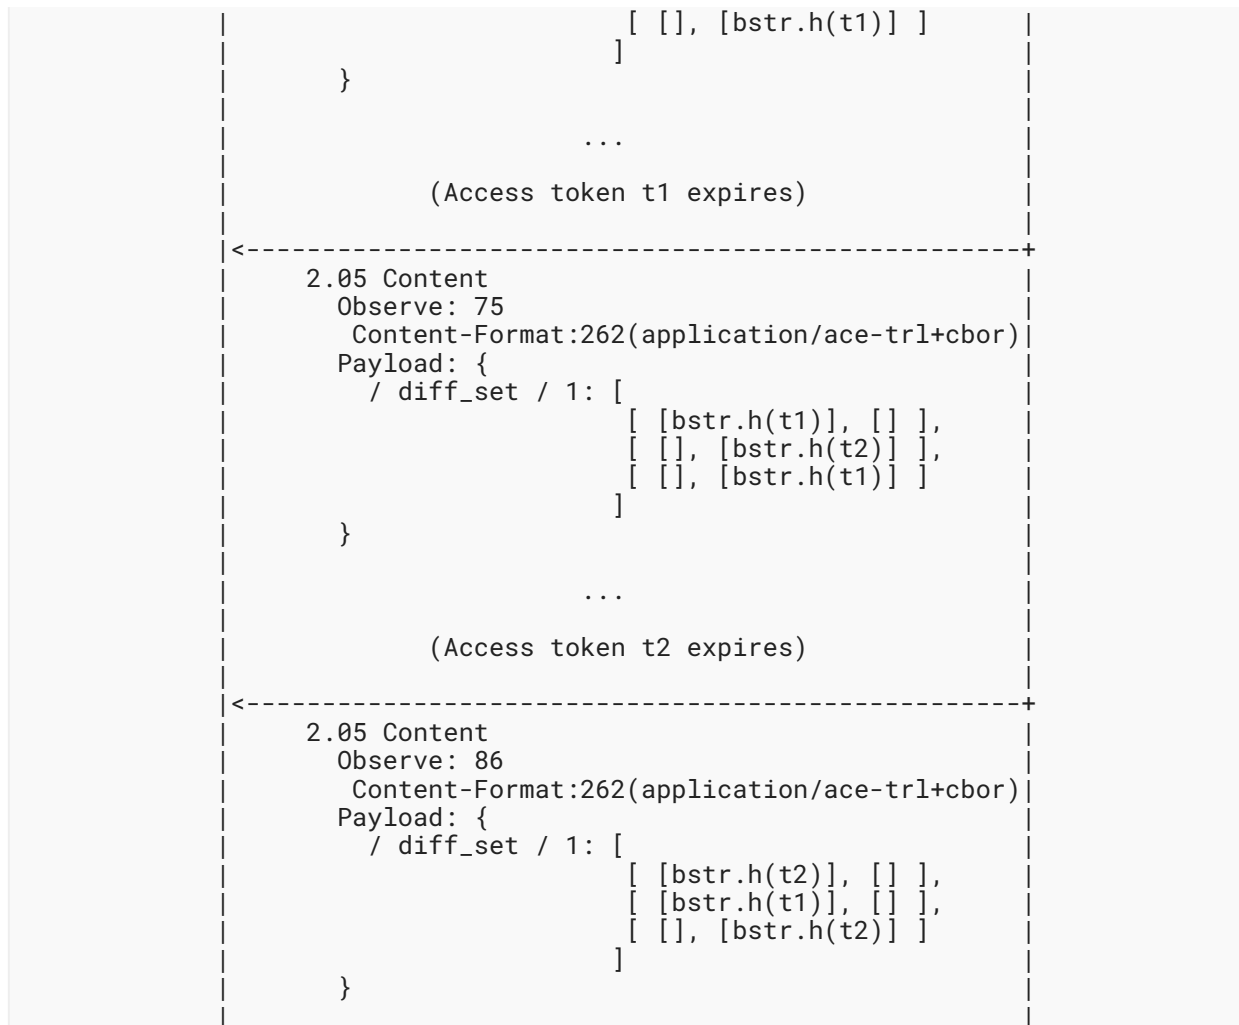 |                          [ [], [bstr.h(t1)] ]      |
|                         ]                          |
|       }                                            |
|                                                    |
|                       ...                          |
|                                                    |
|             (Access token t1 expires)              |
|                                                    |
|<---------------------------------------------------+
|     2.05 Content                                   |
|       Observe: 75                                  |
|        Content-Format:262(application/ace-trl+cbor)|
|       Payload: {                                   |
|         / diff_set / 1: [                          |
|                          [ [bstr.h(t1)], [] ],     |
|                          [ [], [bstr.h(t2)] ],     |
|                          [ [], [bstr.h(t1)] ]      |
|                         ]                          |
|       }                                            |
|                                                    |
|                       ...                          |
|                                                    |
|             (Access token t2 expires)              |
|                                                    |
|<---------------------------------------------------+
|     2.05 Content                                   |
|       Observe: 86                                  |
|        Content-Format:262(application/ace-trl+cbor)|
|       Payload: {                                   |
|         / diff_set / 1: [                          |
|                          [ [bstr.h(t2)], [] ],     |
|                          [ [bstr.h(t1)], [] ],     |
|                          [ [], [bstr.h(t2)] ]      |
|                         ]                          |
|       }                                            |
|                                                    |